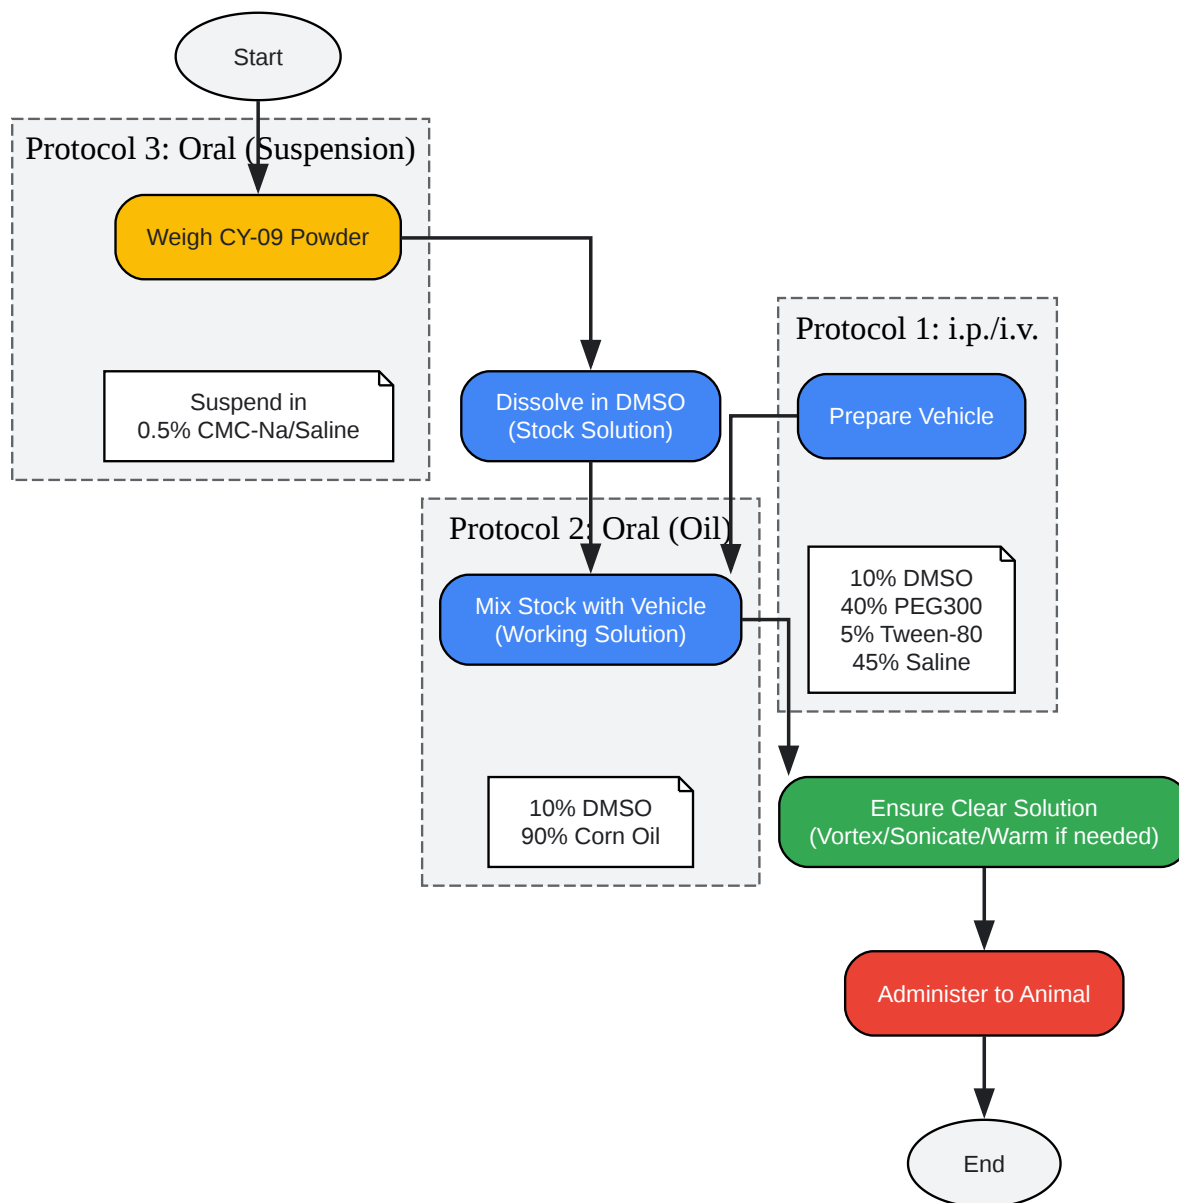 Start
Protocol 3: Oral (Suspension)
Weigh CY-09 Powder
Protocol 1: i.p./i.v.
Suspend in
0.5% CMC-Na/Saline
Dissolve in DMSO
(Stock Solution)
Prepare Vehicle
Protocol 2: Oral (Oil)
Mix Stock with Vehicle
(Working Solution)
10% DMSO
40% PEG300
5% Tween-80
45% Saline
10% DMSO
90% Corn Oil
Ensure Clear Solution
(Vortex/Sonicate/Warm if needed)
Administer to Animal
End